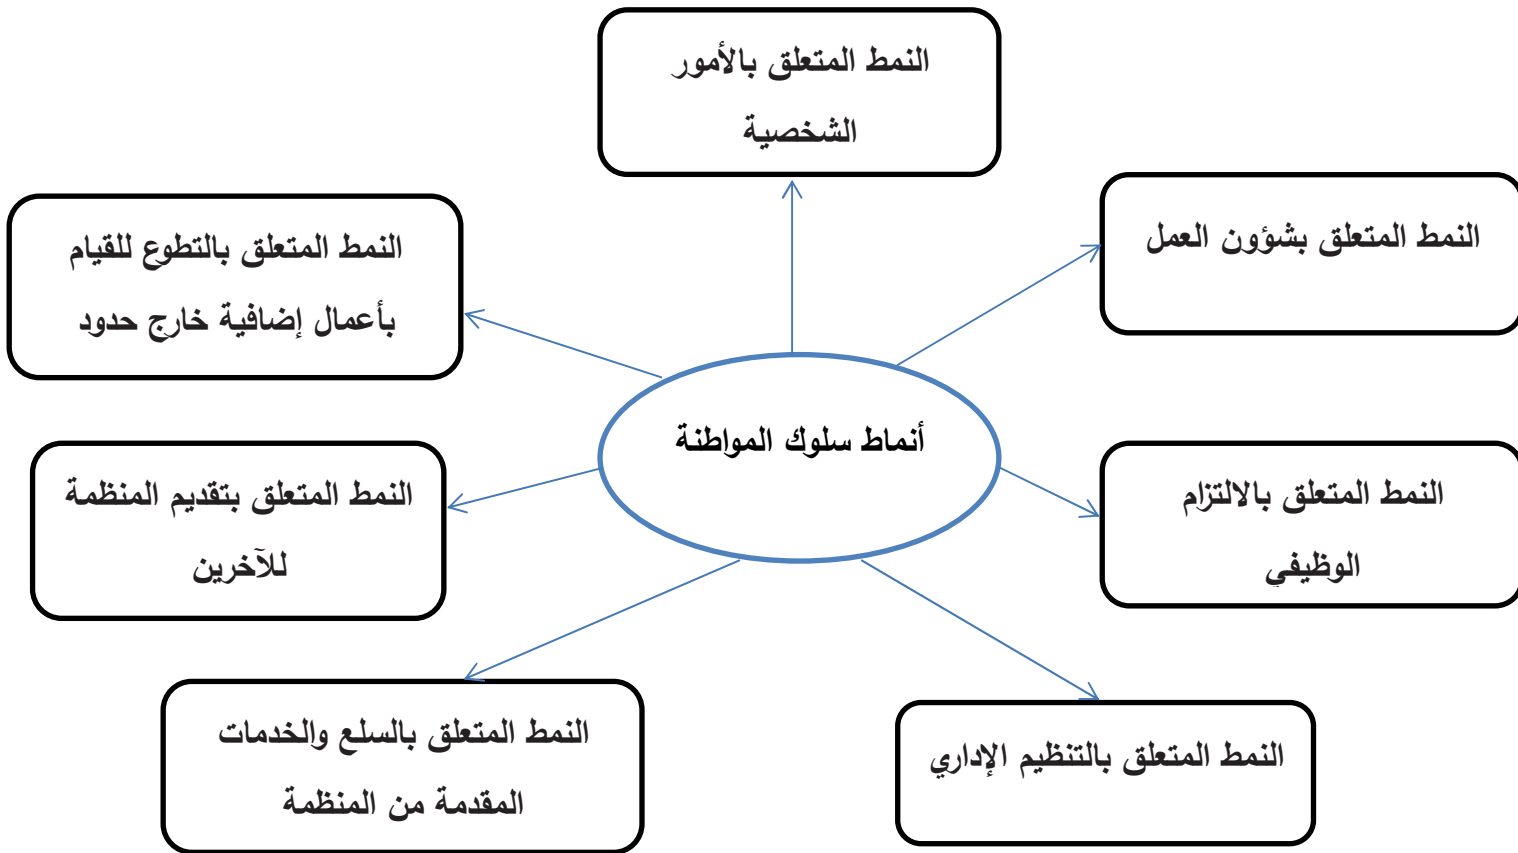 النمط المتعلق بالأمور
الشخصية
النمط المتعلق بشؤون العمل
النمط المتعلق بالتطوع للقيام
بأعمال إضافية خارج حدود
أنماط سلوك المواطنة
النمط المتعلق بالالتزام
الوظيفي
النمط المتعلق بتقديم المنظمة
للآخرين
النمط المتعلق بالتنظيم الإداري
النمط المتعلق بالسلع والخدمات
المقدمة من المنظمة